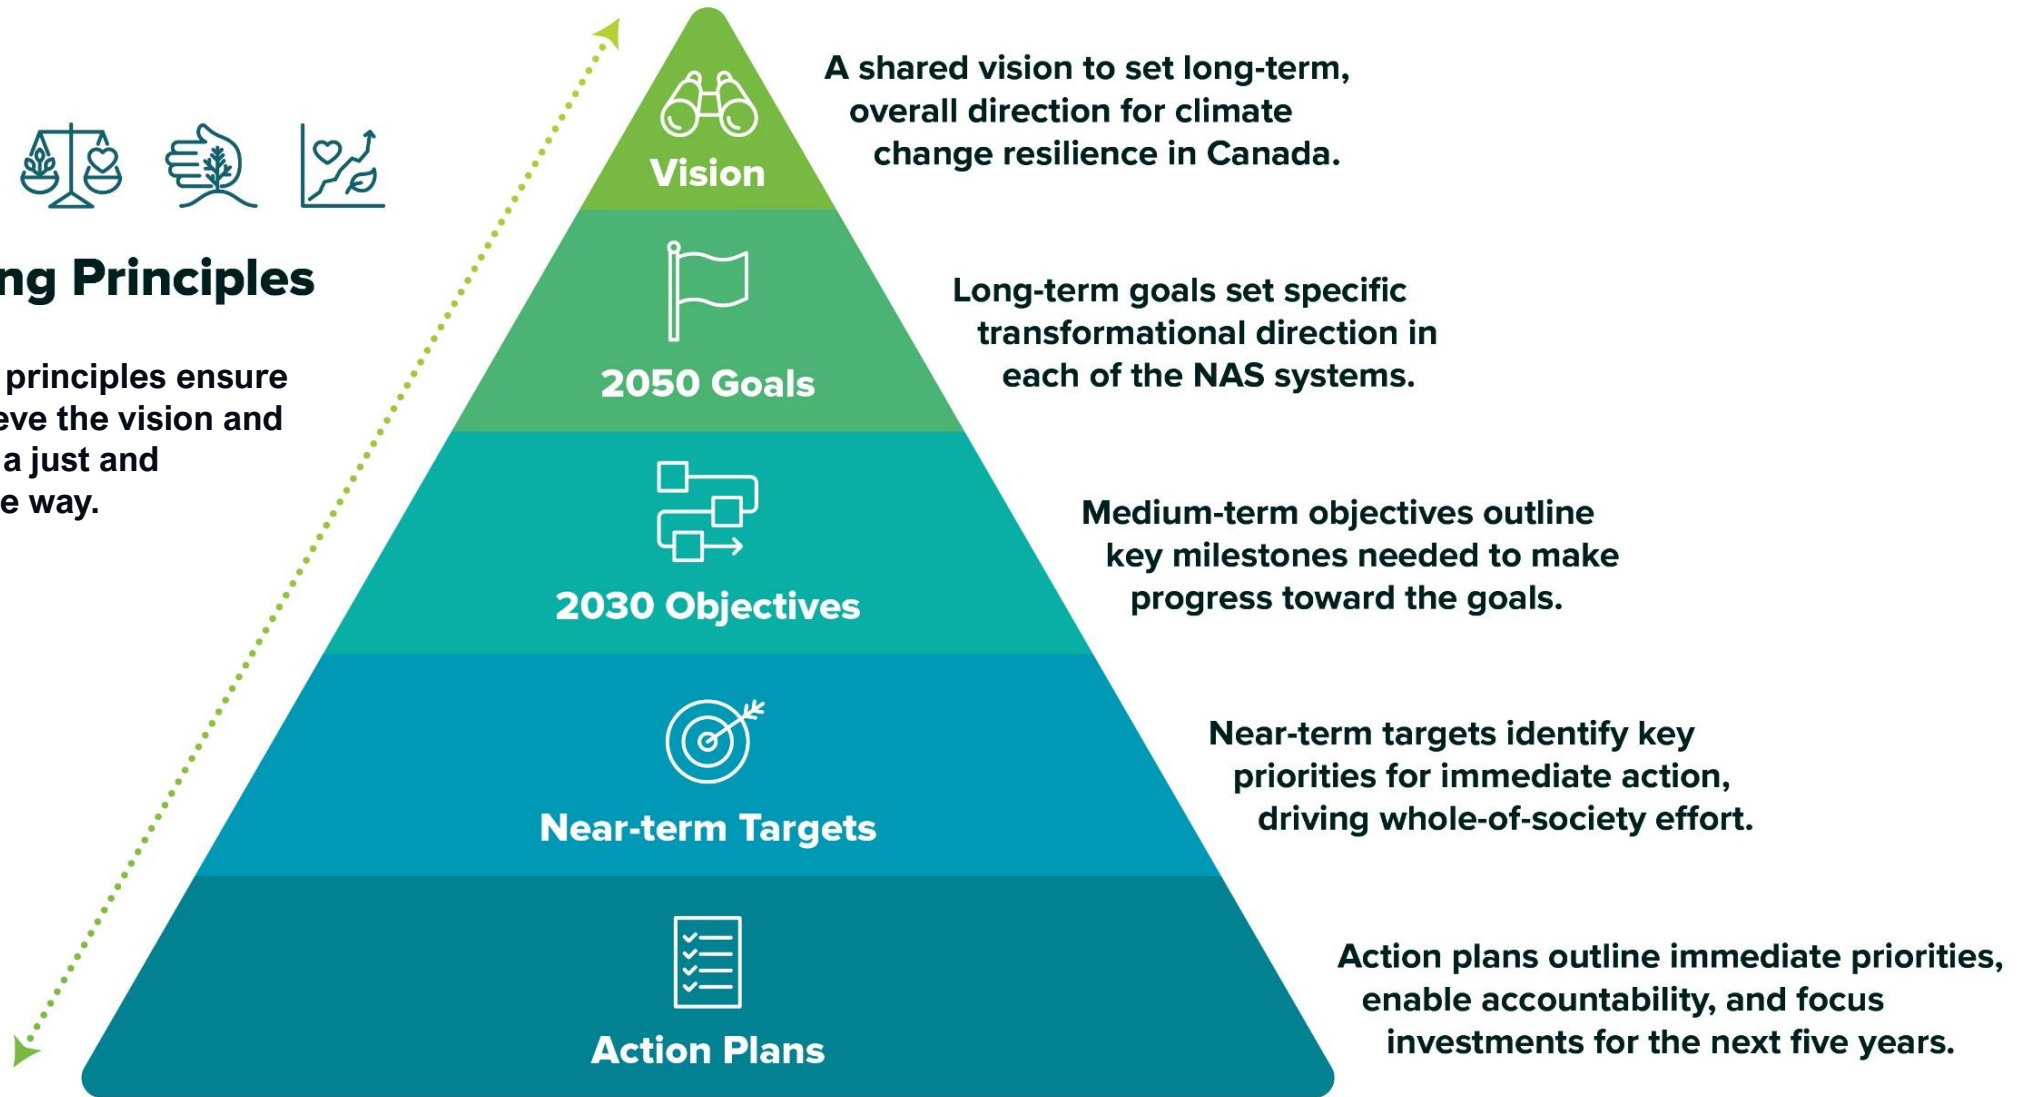 ng Principles
principles ensure
eve the vision and
a just and
e way.
Vision
A shared vision to set long-term,
overall direction for climate
change resilience in Canada.
2050 Goals
Long-term goals set specific
transformational direction in
each of the NAS systems.
2030 Objectives
Medium-term objectives outline
key milestones needed to make
progress toward the goals.
Near-term Targets
Near-term targets identify key
priorities for immediate action,
driving whole-of-society effort.
Action Plans
Action plans outline immediate priorities,
enable accountability, and focus
investments for the next five years.